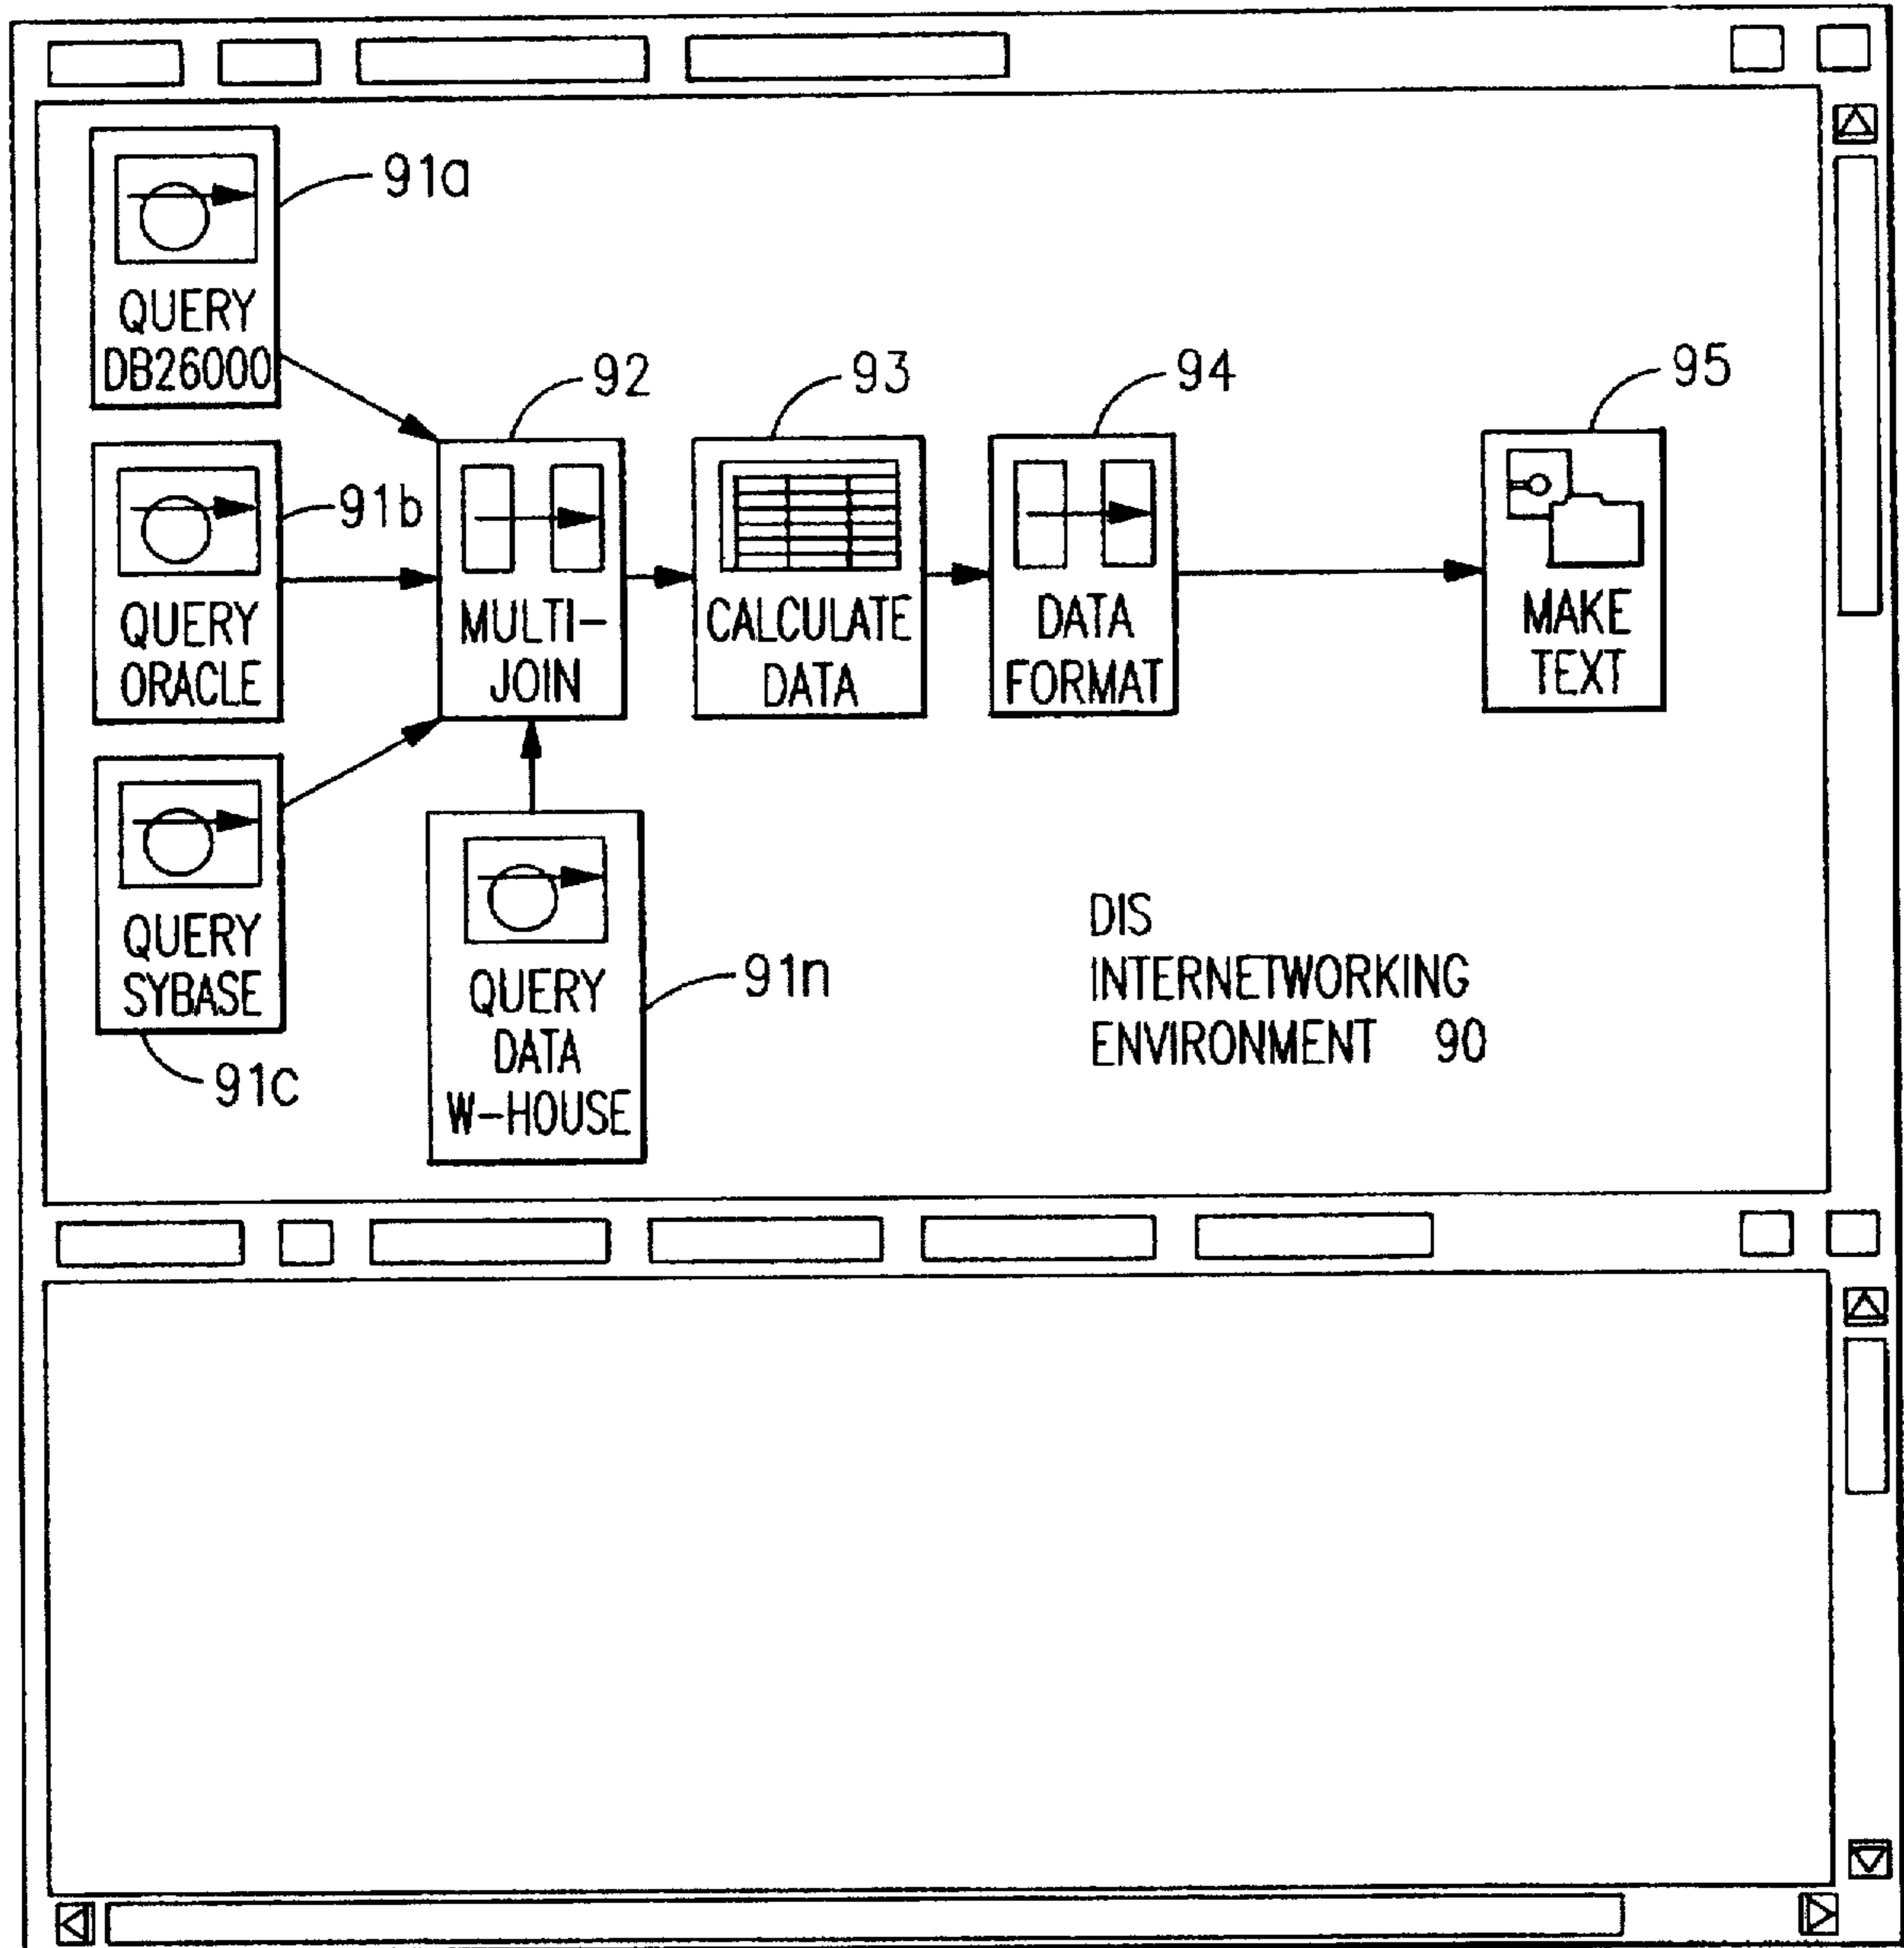 91a
QUERY
DB26000
92
93
94
95
91b
QUERY
ORACLE
MULTI-
JOIN
CALCULATE
DATA
DATA
FORMAT
MAKE
TEXT
QUERY
SYBASE
91c
QUERY
DATA
W-HOUSE
91n
DIS
INTERNETWORKING
ENVIRONMENT 90